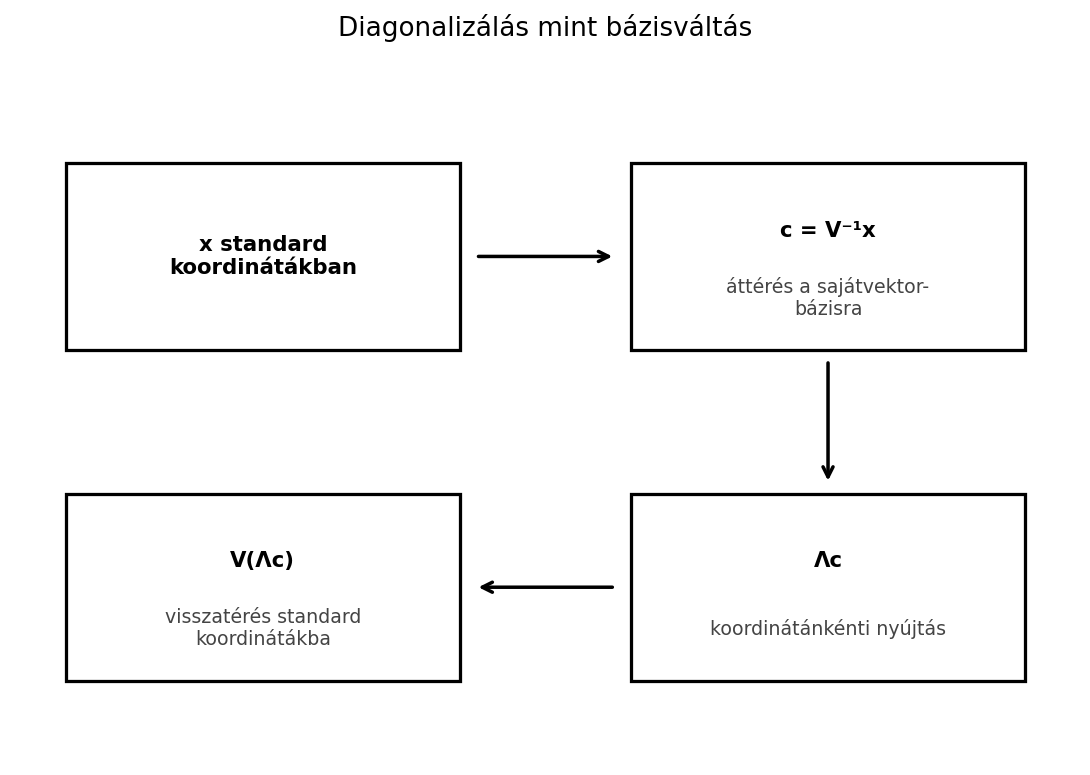 Diagonalizálás mint bázisváltás
x standard
koordinátákban
c = V⁻¹x
áttérés a sajátvektor-
bázisra
V(Λc)
visszatérés standard
koordinátákba
Λc
koordinátánkénti nyújtás